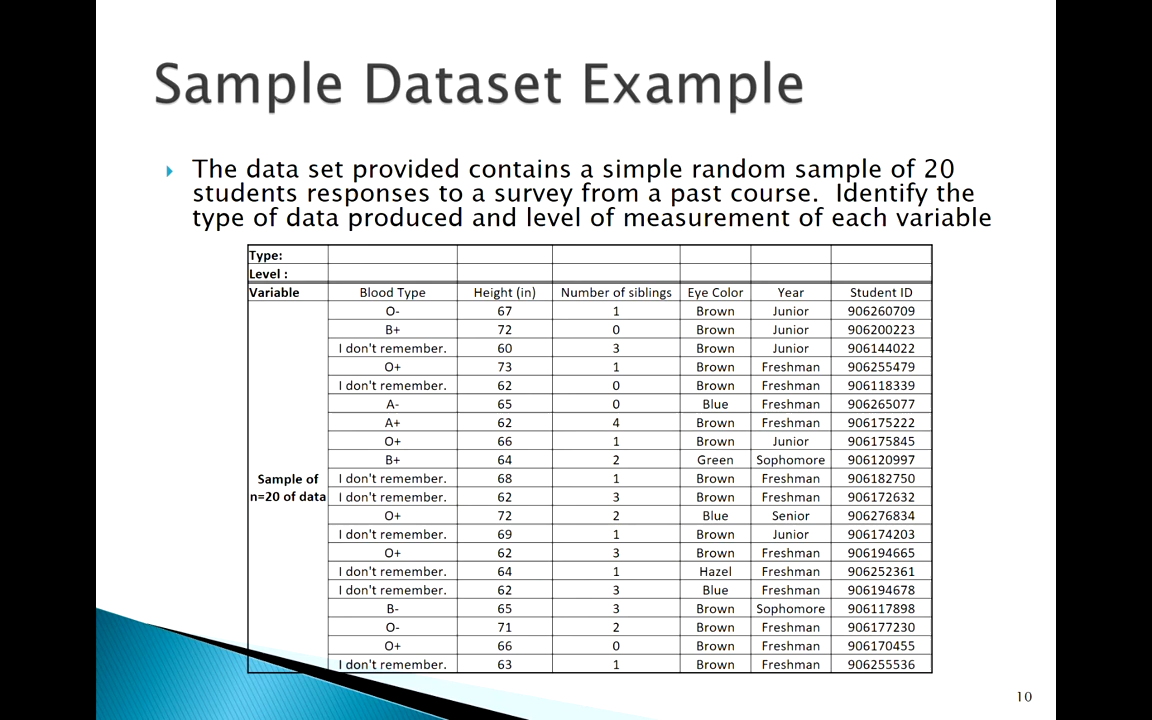 Sample Dataset Example
The data set provided contains a simple random sample of 20
students responses to a survey from a past course.  Identify the
type of data produced and level of measurement of each variable
Type:
Level :
Variable Blood Type Height (in) Number of siblings Eye Color Year Student ID
O- 67 1 Brown Junior 906260709
B+ 72 0 Brown Junior 906200223
I don't remember. 60 3 Brown Junior 906144022
O+ 73 1 Brown Freshman 906255479
I don't remember. 62 0 Brown Freshman 906118339
A- 65 0 Blue Freshman 906265077
A+ 62 4 Brown Freshman 906175222
O+ 66 1 Brown Junior 906175845
B+ 64 2 Green Sophomore 906120997
Sample of I don't remember. 68 1 Brown Freshman 906182750
n=20 of data I don't remember. 62 3 Brown Freshman 906172632
O+ 72 2 Blue Senior 906276834
I don't remember. 69 1 Brown Junior 906174203
O+ 62 3 Brown Freshman 906194665
I don't remember. 64 1 Hazel Freshman 906252361
I don't remember. 62 3 Blue Freshman 906194678
B- 65 3 Brown Sophomore 906117898
O- 71 2 Brown Freshman 906177230
O+ 66 0 Brown Freshman 906170455
I don't remember. 63 1 Brown Freshman 906255536
10